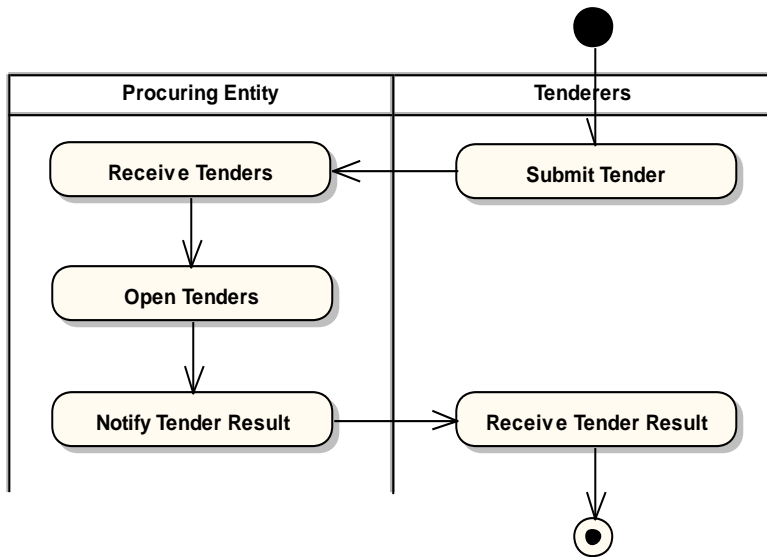 Procuring Entity
Tenderers
Receive Tenders
Submit Tender
Open Tenders
Notify Tender Result
Receive Tender Result